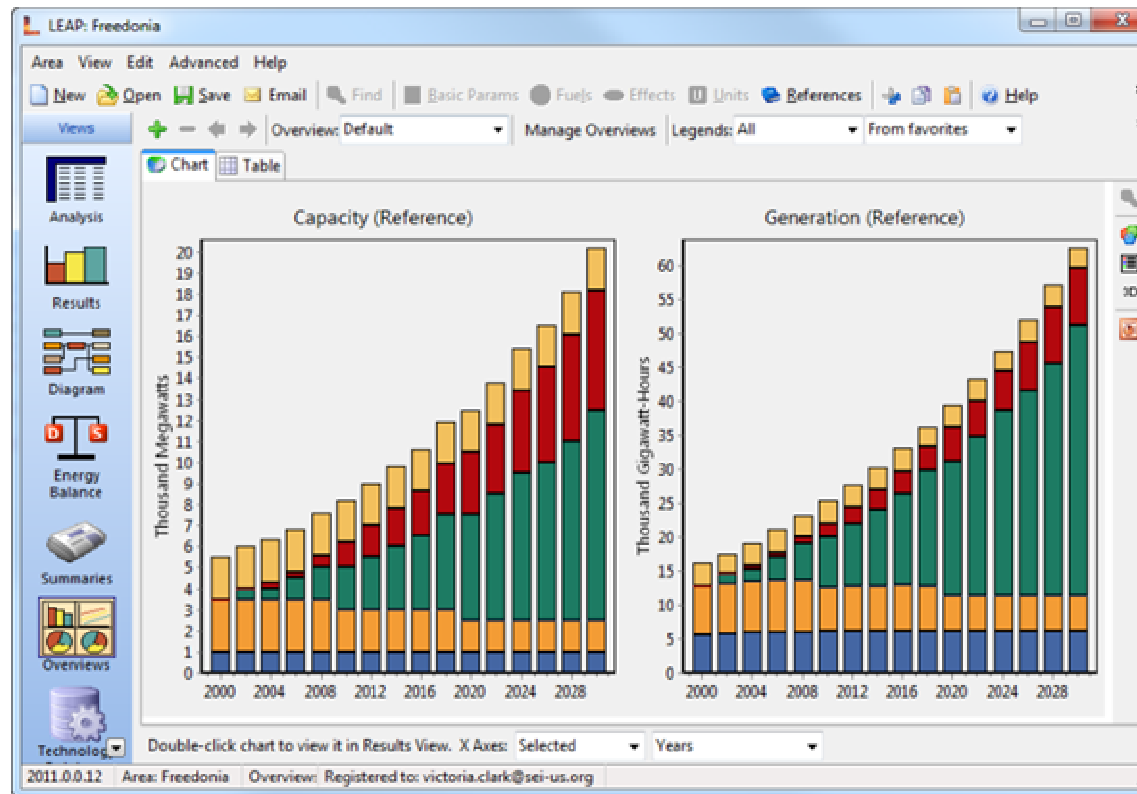 LEAP: Freedonia
Area View Edit Advanced Help
New Open Save Email Find Basic Params Fuels Effects Units References Help
Views
Overview: Default Manage Overviews Legends: All From favorites
Chart Table
Analysis
Results
Diagram
D S
Energy
Balance
Summaries
Overviews
Technolog
Capacity (Reference)
Thousand Megawatts
20
19
18
17
16
15
14
13
12
11
10
9
8
7
6
5
4
3
2
1
0
2000 2004 2008 2012 2016 2020 2024 2028
Generation (Reference)
Thousand Gigawatt-Hours
60
55
50
45
40
35
30
25
20
15
10
5
0
2000 2004 2008 2012 2016 2020 2024 2028
3D
Double-click chart to view it in Results View. X Axes: Selected Years
2011.0.0.12 Area: Freedonia Overview: Registered to: victoria.clark@sei-us.org